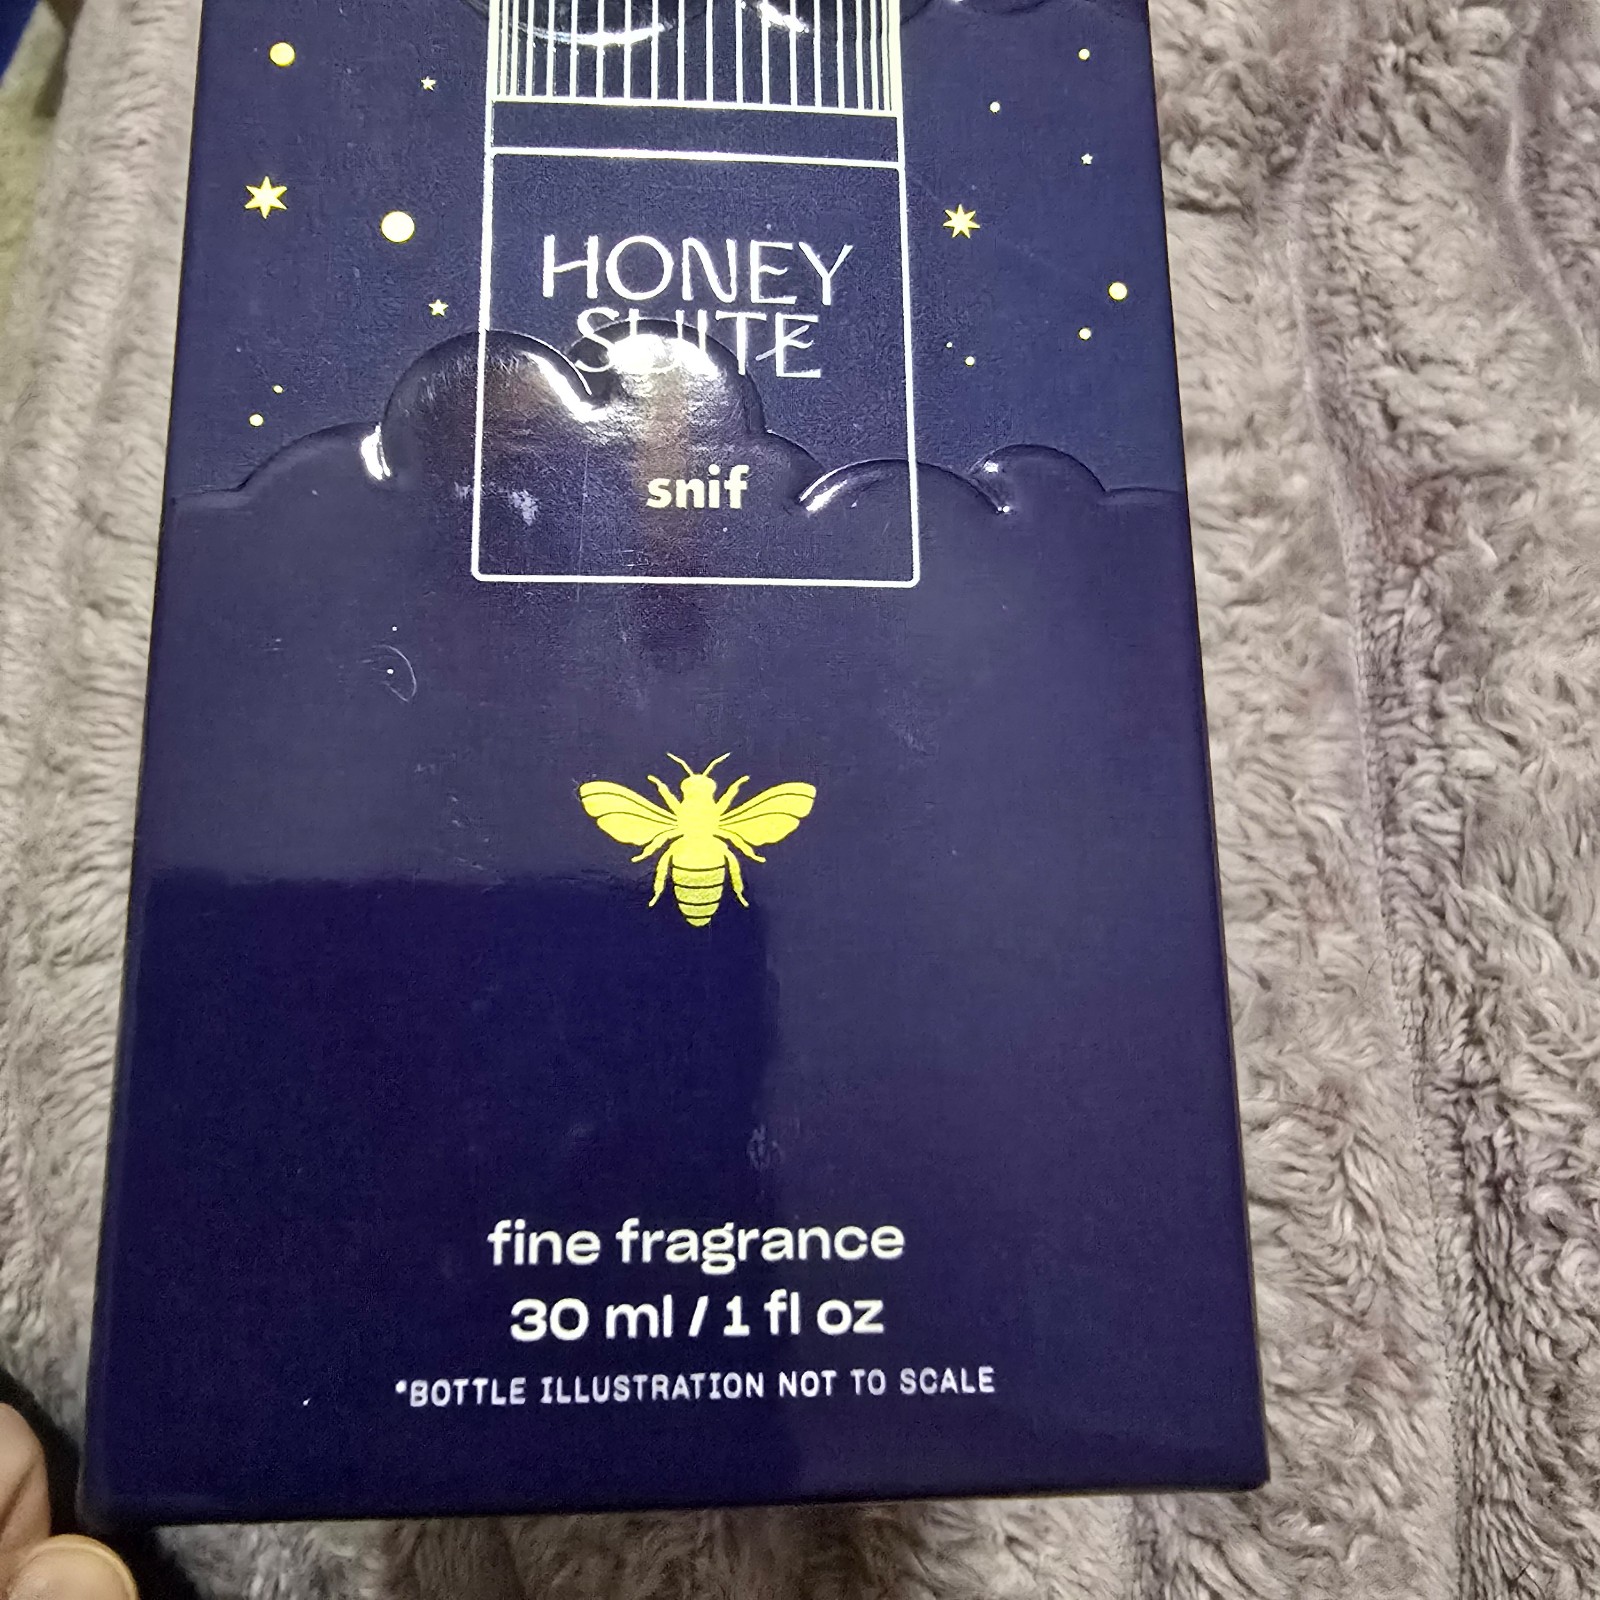 HONEY
SUITE
snif
fine fragrance
30 ml / 1 fl oz
*BOTTLE ILLUSTRATION NOT TO SCALE